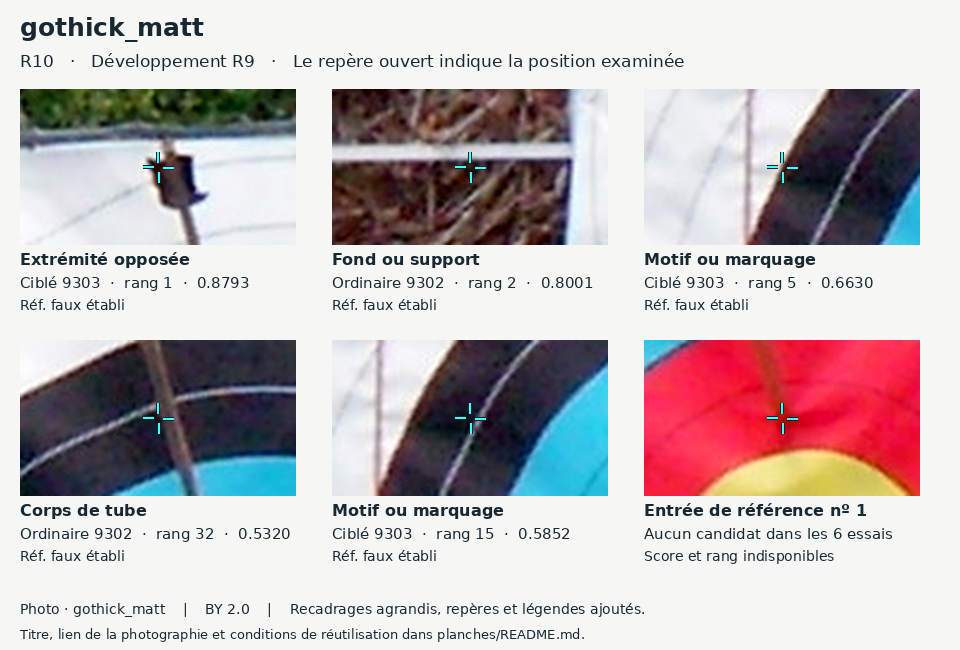 gothick_matt
R10 · Développement R9 · Le repère ouvert indique la position examinée
Extrémité opposée
Ciblé 9303 · rang 1 · 0.8793
Réf. faux établi
Fond ou support
Ordinaire 9302 · rang 2 · 0.8001
Réf. faux établi
Motif ou marquage
Ciblé 9303 · rang 5 · 0.6630
Réf. faux établi
Corps de tube
Ordinaire 9302 · rang 32 · 0.5320
Réf. faux établi
Motif ou marquage
Ciblé 9303 · rang 15 · 0.5852
Réf. faux établi
Entrée de référence nº 1
Aucun candidat dans les 6 essais
Score et rang indisponibles
Photo · gothick_matt | BY 2.0 | Recadrages agrandis, repères et légendes ajoutés.
Titre, lien de la photographie et conditions de réutilisation dans planches/README.md.